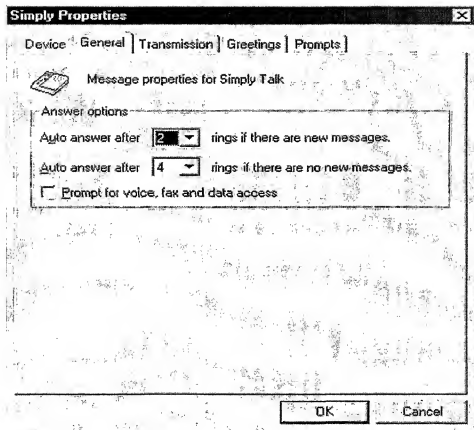 Simply Properties
Device General Transmission Greetings Prompts
Message properties for Simply Talk
Answer options
Auto answer after 2 rings if there are new messages.
Auto answer after 4 rings if there are no new messages.
Prompt for voice, fax and data access
OK Cancel